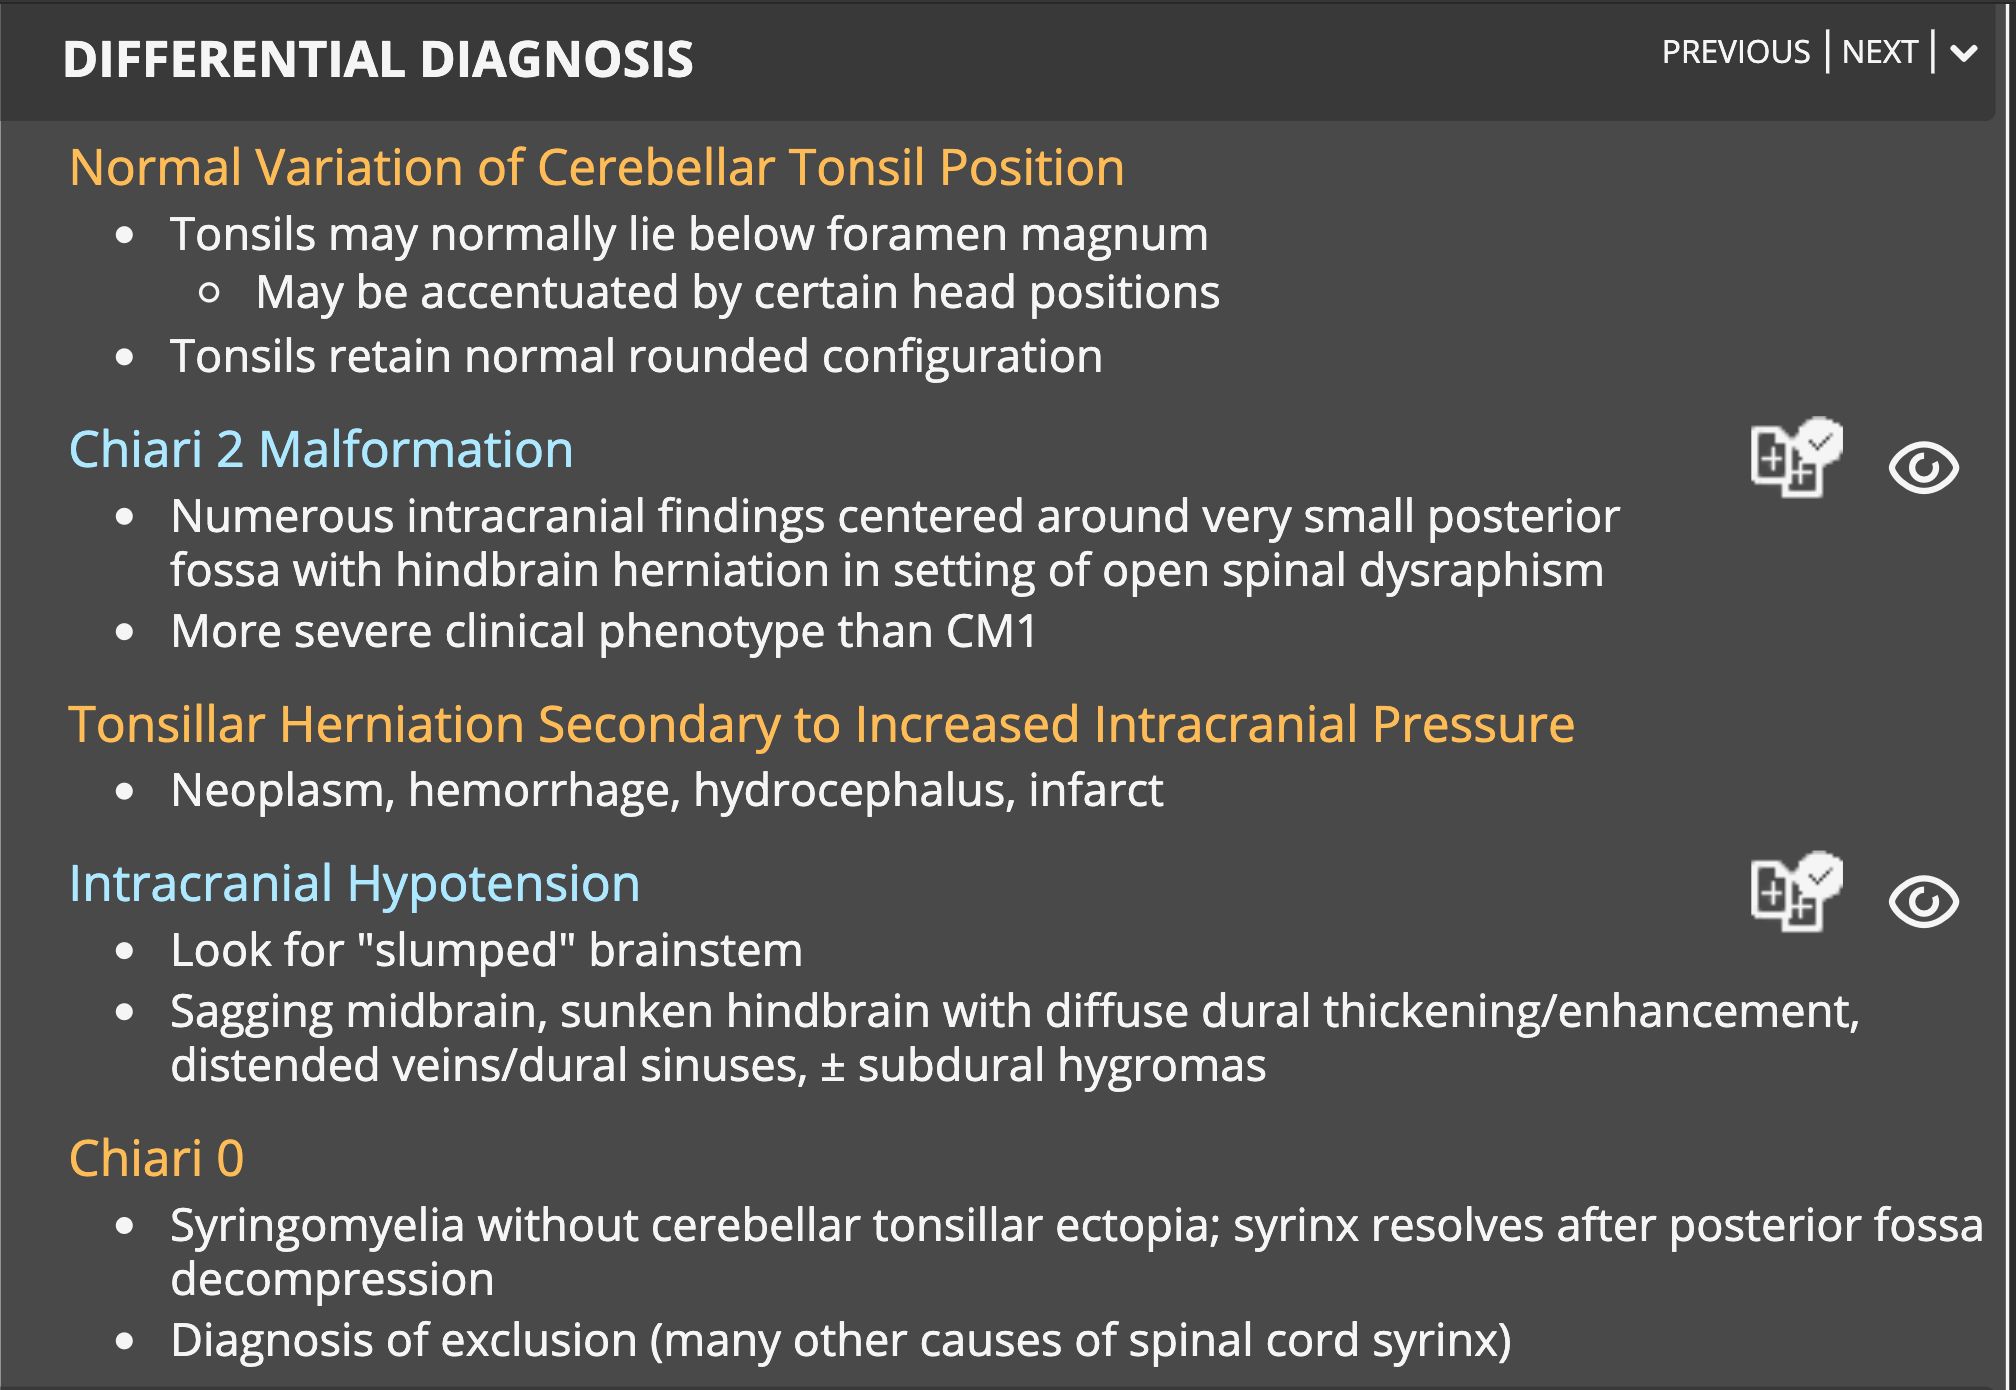 DIFFERENTIAL DIAGNOSIS
PREVIOUS | NEXT |
Normal Variation of Cerebellar Tonsil Position
• Tonsils may normally lie below foramen magnum
○ May be accentuated by certain head positions
• Tonsils retain normal rounded configuration
Chiari 2 Malformation
• Numerous intracranial findings centered around very small posterior
fossa with hindbrain herniation in setting of open spinal dysraphism
• More severe clinical phenotype than CM1
Tonsillar Herniation Secondary to Increased Intracranial Pressure
• Neoplasm, hemorrhage, hydrocephalus, infarct
Intracranial Hypotension
• Look for "slumped" brainstem
• Sagging midbrain, sunken hindbrain with diffuse dural thickening/enhancement,
distended veins/dural sinuses, ± subdural hygromas
Chiari 0
• Syringomyelia without cerebellar tonsillar ectopia; syrinx resolves after posterior fossa
decompression
• Diagnosis of exclusion (many other causes of spinal cord syrinx)